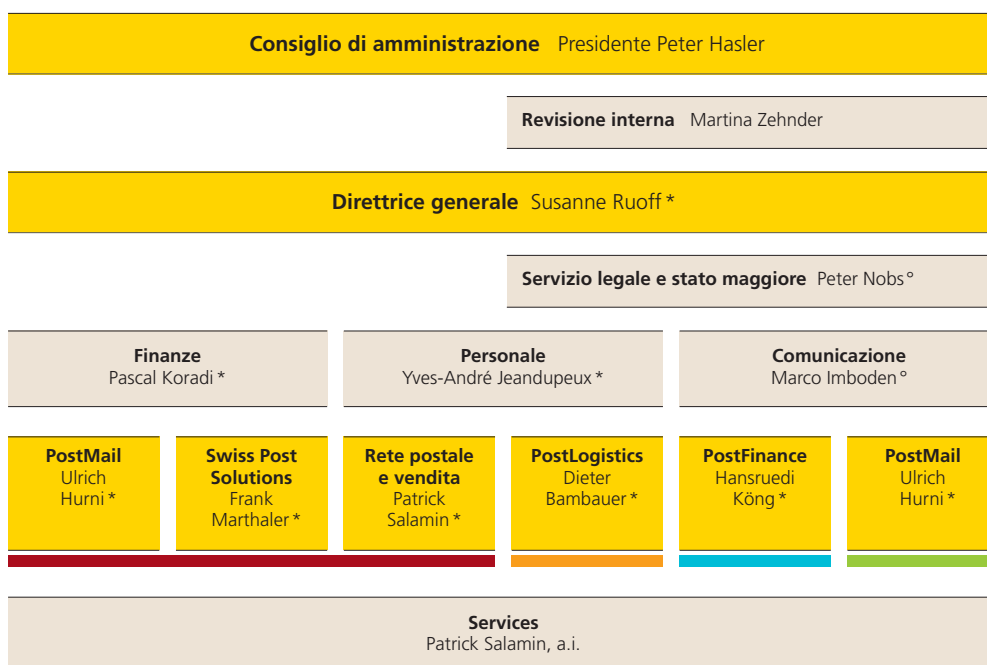 Consiglio di amministrazione Presidente Peter Hasler
Revisione interna Martina Zehnder
Direttrice generale Susanne Ruoff *
Servizio legale e stato maggiore Peter Nobs °
Finanze
Pascal Koradi *
Personale
Yves-André Jeandupeux *
Comunicazione
Marco Imboden °
PostMail
Ulrich
Hurni *
Swiss Post
Solutions
Frank
Marthaler *
Rete postale
e vendita
Patrick
Salamin *
PostLogistics
Dieter
Bambauer *
PostFinance
Hansruedi
Köng *
PostMail
Ulrich
Hurni *
Services
Patrick Salamin, a.i.